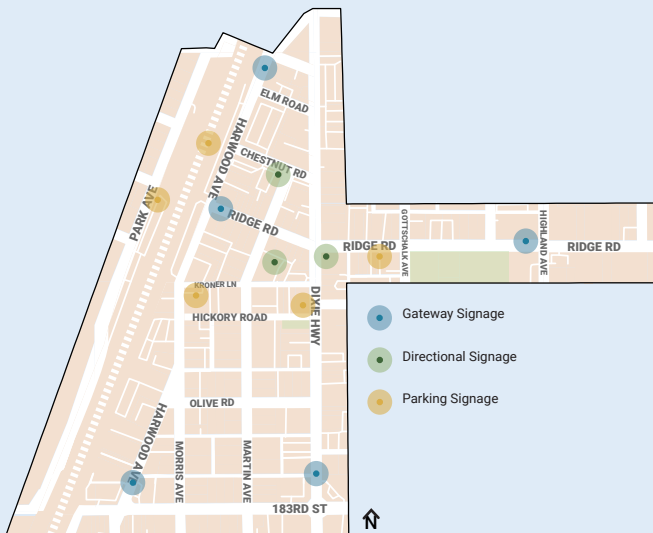 ELM ROAD
HARWOOD AVE
CHESTNUT RD
PARK AVE
RIDGE RD
RIDGE RD
RIDGE RD
GOTTSCHALK AVE
HIGHLAND AVE
KRONER LN
DIXIE HWY
HICKORY ROAD
Gateway Signage
Directional Signage
Parking Signage
OLIVE RD
HARWOOD AVE
MORRIS AVE
MARTIN AVE
183RD ST
N